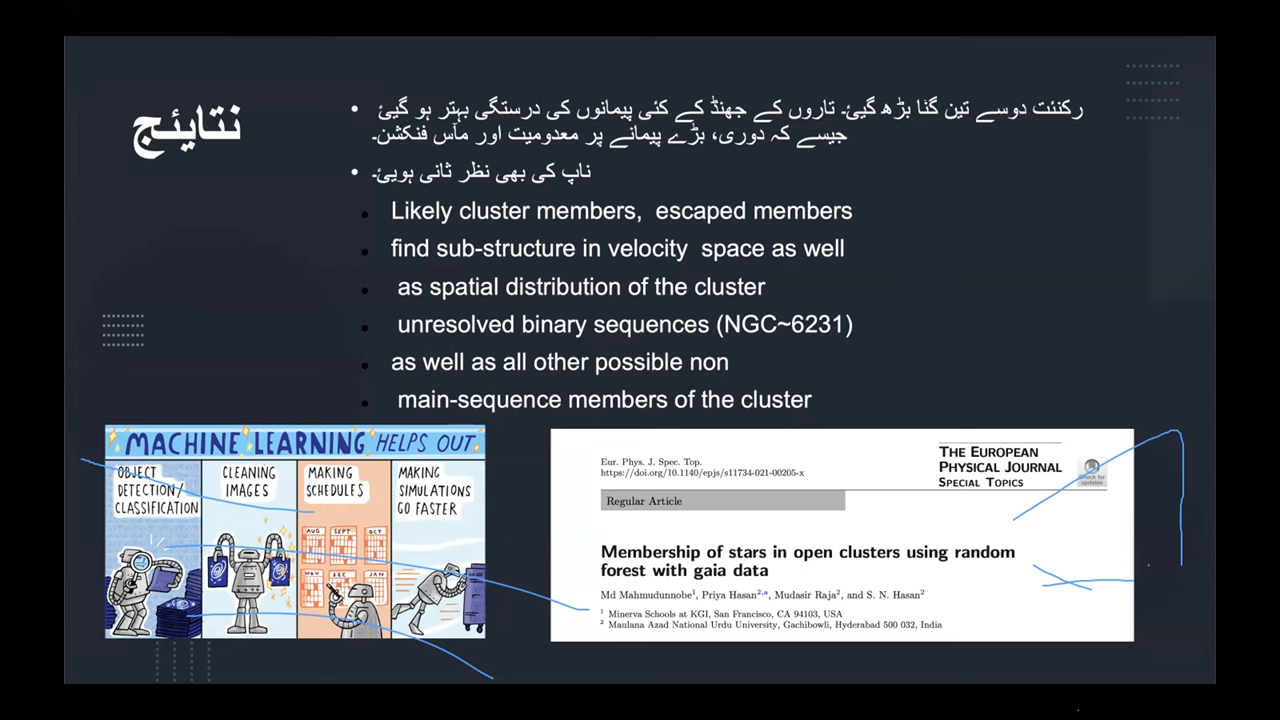 نتایئج
• رکنئت دوسے تین گنا بڑھ گیئ۔ تاروں کے جھنڈ کے کئی پیمانوں کی درستگی بہتر ہو گیئ
جیسے کہ دوری، بڑے پیمانے پر معدومیت اور ماس فنکشن۔
• ناپ کی بھی نظر ثانی ہویئ۔
• Likely cluster members, escaped members
• find sub-structure in velocity space as well
• as spatial distribution of the cluster
• unresolved binary sequences (NGC~6231)
• as well as all other possible non
• main-sequence members of the cluster
MACHINE LEARNING HELPS OUT
OBJECT
DETECTION/
CLASSIFICATION
CLEANING
IMAGES
MAKING
SCHEDULES
MAKING
SIMULATIONS
GO FASTER
AUG SEPT OCT
NOV DEC JAN
Eur. Phys. J. Spec. Top.
https://doi.org/10.1140/epjs/s11734-021-00205-x
THE EUROPEAN
PHYSICAL JOURNAL
SPECIAL TOPICS
Check for
updates
Regular Article
Membership of stars in open clusters using random
forest with gaia data
Md Mahmudunnobe1, Priya Hasan2,a, Mudasir Raja2, and S. N. Hasan2
1 Minerva Schools at KGI, San Francisco, CA 94103, USA
2 Maulana Azad National Urdu University, Gachibowli, Hyderabad 500 032, India